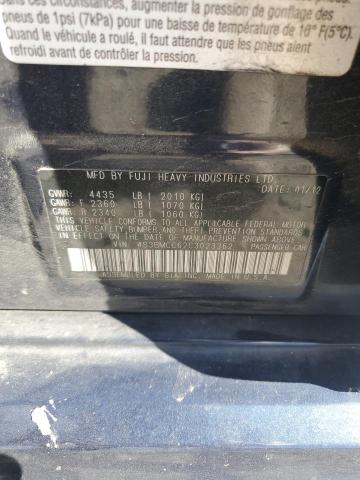 Dans ces circonstances, augmenter la pression de gonflage des
pneus de 1psi (7kPa) pour une baisse de température de 10° F(5°C).
Quand le véhicule a roulé, il faut attendre que les pneus aient
refroidi avant de contrôler la pression.
MFD BY FUJI HEAVY INDUSTRIES LTD. DATE: 01/12
GVWR: 4435 LB ( 2010 KG)
GAWR: F 2360 LB ( 1070 KG)
GAWR: R 2340 LB ( 1060 KG)
THIS VEHICLE CONFORMS TO ALL APPLICABLE FEDERAL MOTOR
VEHICLE SAFETY, BUMPER, AND THEFT PREVENTION STANDARDS
IN EFFECT ON THE DATE OF MANUFACTURE SHOWN ABOVE.
VIN 4S3BMCC62C3023262 PASSENGER CAR
ASSEMBLED BY SIA IN U.S.A.